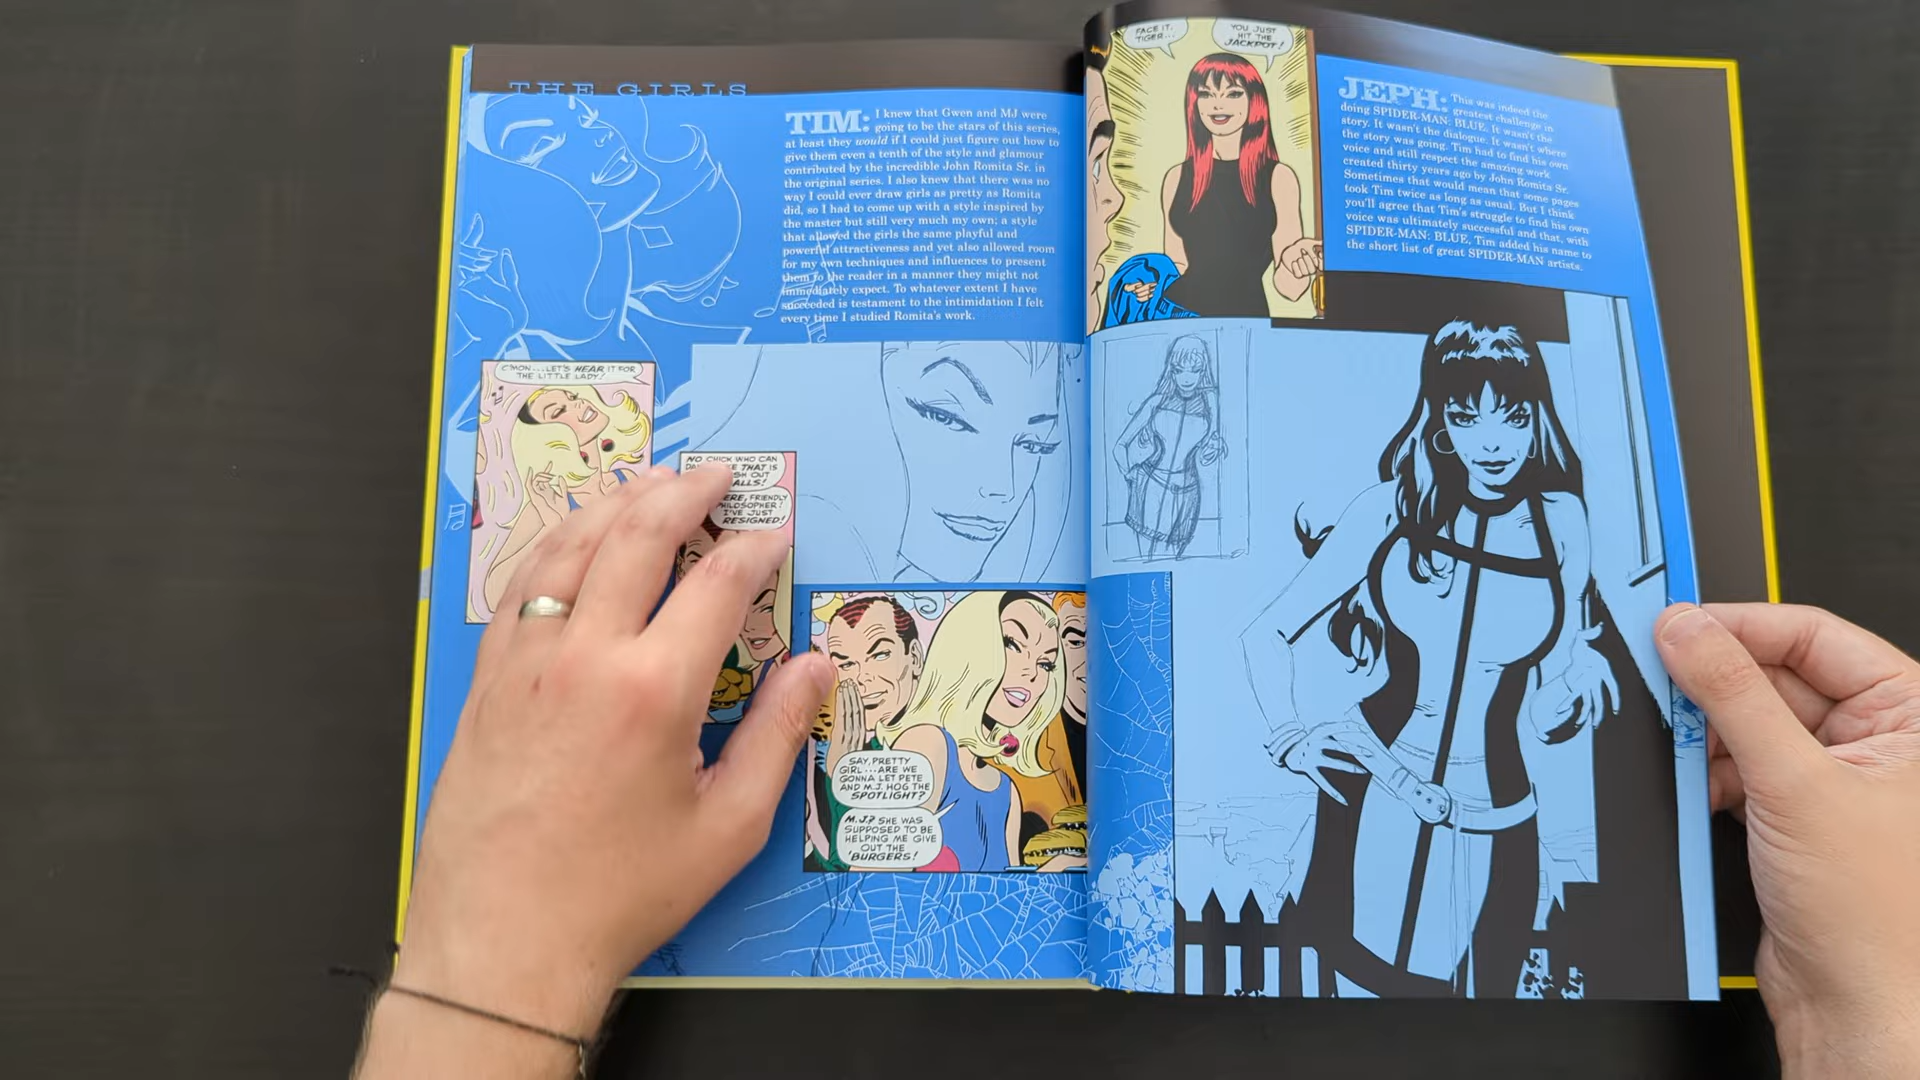 THE GIRLS
TIM: I knew that Gwen and MJ were
going to be the stars of this series,
at least they would if I could just figure out how to
give them even a tenth of the style and glamour
contributed by the incredible John Romita Sr. in
the original series. I also knew that there was no
way I could ever draw girls as pretty as Romita
did, so I had to come up with a style inspired by
the master but still very much my own; a style
that allowed the girls the same playful and
powerful attractiveness and yet also allowed room
for my own techniques and influences to present
them to the reader in a manner they might not
immediately expect. To whatever extent I have
succeeded is testament to the intimidation I felt
every time I studied Romita's work.
C'MON...LET'S HEAR IT FOR
THE LITTLE LADY!
NO CHICK WHO CAN
THAT IS
OUT
HERE, FRIENDLY
PHILOSOPHER!
I'VE JUST
RESIGNED!
SAY, PRETTY
GIRL...ARE WE
GONNA LET PETE
AND M.J. HOG THE
SPOTLIGHT?
M.J.? SHE WAS
SUPPOSED TO BE
HELPING ME GIVE
OUT THE
'BURGERS!
FACE IT,
TIGER...
YOU JUST
HIT THE
JACKPOT!
JEPH: This was indeed the
greatest challenge in
doing SPIDER-MAN: BLUE. It wasn't the
story. It wasn't the dialogue. It wasn't where
the story was going. Tim had to find his own
voice and still respect the amazing work
created thirty years ago by John Romita Sr.
Sometimes that would mean that some pages
took Tim twice as long as usual. But I think
you'll agree that Tim's struggle to find his own
voice was ultimately successful and that, with
SPIDER-MAN: BLUE, Tim added his name to
the short list of great SPIDER-MAN artists.